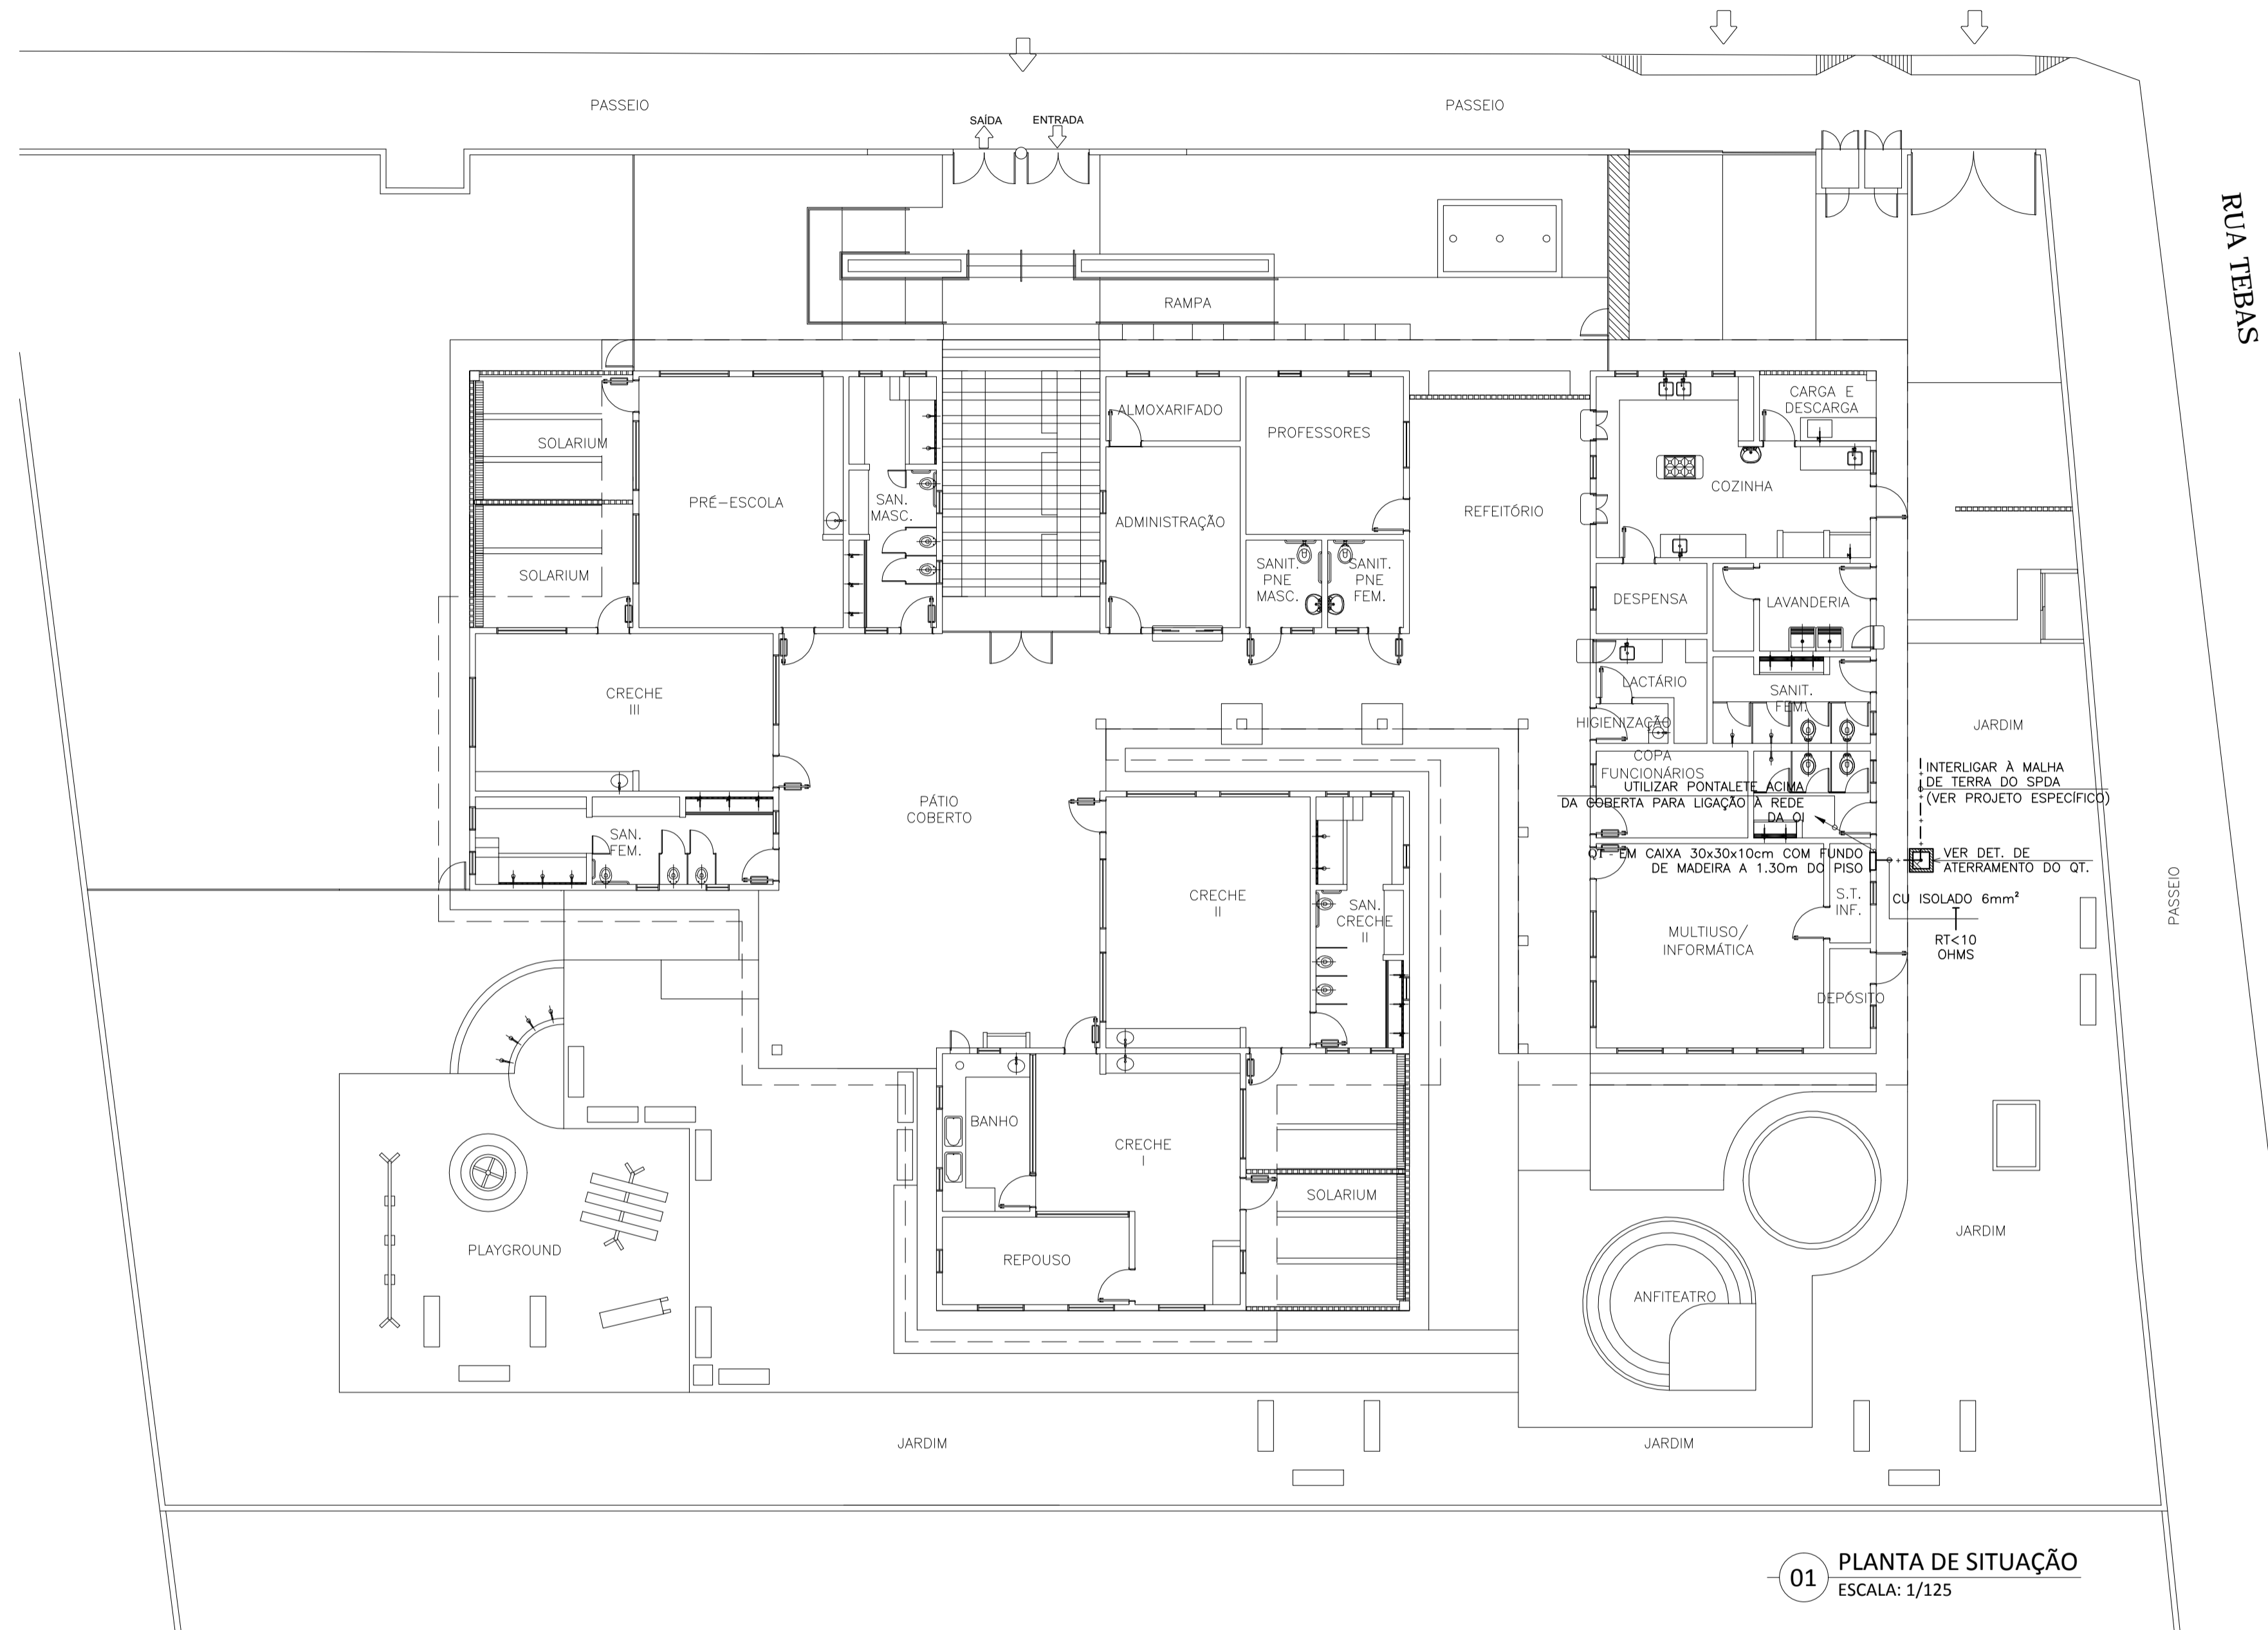 PASSEIO
PASSEIO
SAÍDA
ENTRADA
RUA TEBAS
RAMPA
SOLARIUM
PRÉ-ESCOLA
SAN.
MASC.
ALMOXARIFADO
PROFESSORES
ADMINISTRAÇÃO
REFEITÓRIO
CARGA E
DESCARGA
COZINHA
SOLARIUM
SANIT.
PNE
MASC.
SANIT.
PNE
FEM.
DESPENSA
LAVANDERIA
CRECHE
III
LACTÁRIO
SANIT.
FEM.
HIGIENIZAÇÃO
JARDIM
COPA
FUNCIONÁRIOS
UTILIZAR PONTALETE ACIMA
DA COBERTA PARA LIGAÇÃO À REDE
DA OI
INTERLIGAR À MALHA
DE TERRA DO SPDA
(VER PROJETO ESPECÍFICO)
PÁTIO
COBERTO
SAN.
FEM.
QT - EM CAIXA 30x30x10cm COM FUNDO
DE MADEIRA A 1.30m DO PISO
VER DET. DE
ATERRAMENTO DO QT.
CRECHE
II
SAN.
CRECHE
II
S.T.
INF.
CU ISOLADO 6mm²
RT<10
OHMS
PASSEIO
MULTIUSO/
INFORMÁTICA
DEPÓSITO
BANHO
CRECHE
I
SOLARIUM
REPOUSO
PLAYGROUND
JARDIM
ANFITEATRO
JARDIM
JARDIM
01
PLANTA DE SITUAÇÃO
ESCALA: 1/125